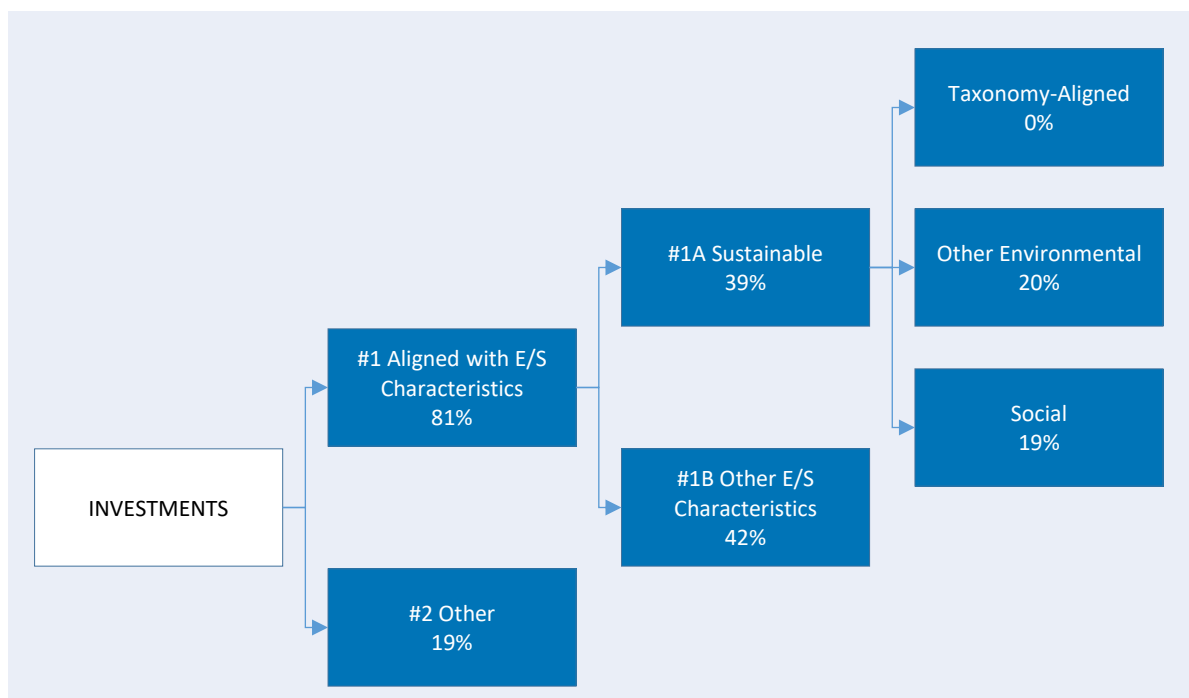 INVESTMENTS
#1 Aligned with E/S
Characteristics
81%
#2 Other
19%
#1A Sustainable
39%
#1B Other E/S
Characteristics
42%
Taxonomy-Aligned
0%
Other Environmental
20%
Social
19%